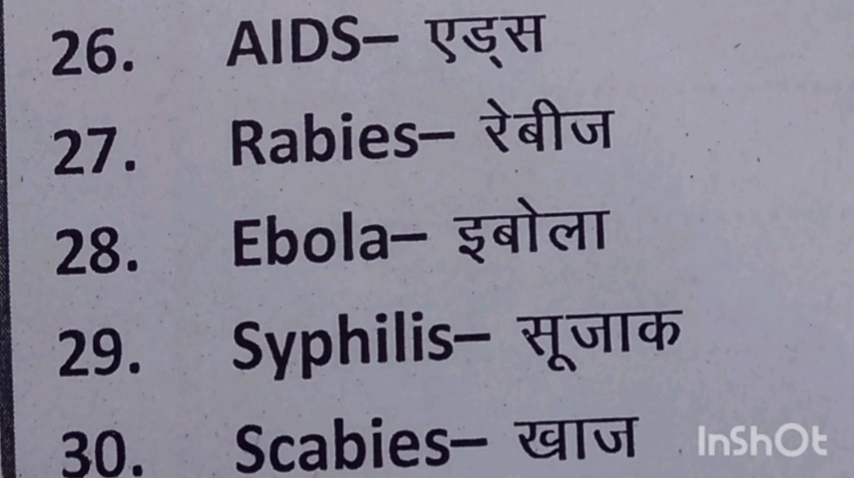 26. AIDS– एड्स
27. Rabies– रेबीज
28. Ebola– इबोला
29. Syphilis– सूजाक
30. Scabies– खाज
InShOt